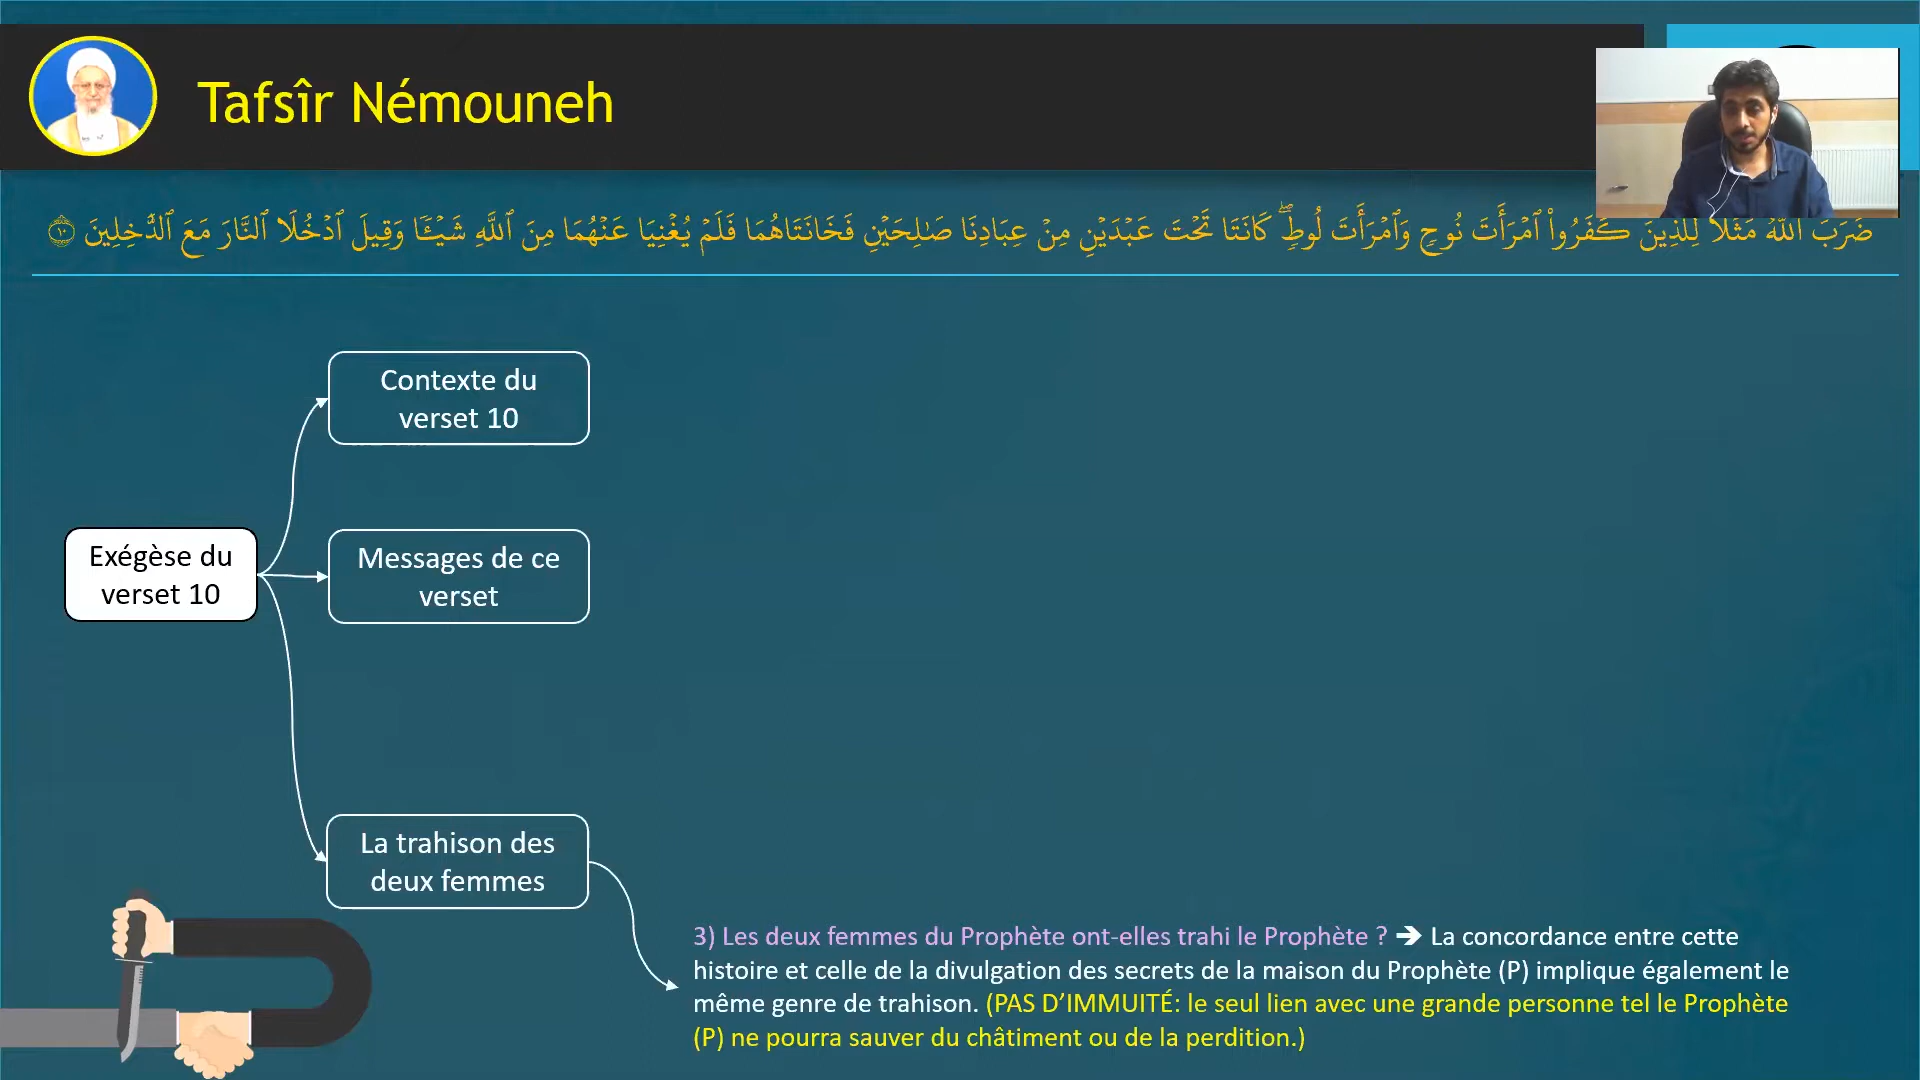 Tafsîr Némouneh
ضَرَبَ ٱللَّهُ مَثَلًا لِّلَّذِينَ كَفَرُوا۟ ٱمْرَأَتَ نُوحٍ وَٱمْرَأَتَ لُوطٍ ۖ كَانَتَا تَحْتَ عَبْدَيْنِ مِنْ عِبَادِنَا صَـٰلِحَيْنِ فَخَانَتَاهُمَا فَلَمْ يُغْنِيَا عَنْهُمَا مِنَ ٱللَّهِ شَيْـًٔا وَقِيلَ ٱدْخُلَا ٱلنَّارَ مَعَ ٱلدَّٰخِلِينَ ١٠
Contexte du
verset 10
Exégèse du
verset 10
Messages de ce
verset
La trahison des
deux femmes
3) Les deux femmes du Prophète ont-elles trahi le Prophète ? ➔ La concordance entre cette
histoire et celle de la divulgation des secrets de la maison du Prophète (P) implique également le
même genre de trahison. (PAS D’IMMUITÉ: le seul lien avec une grande personne tel le Prophète
(P) ne pourra sauver du châtiment ou de la perdition.)